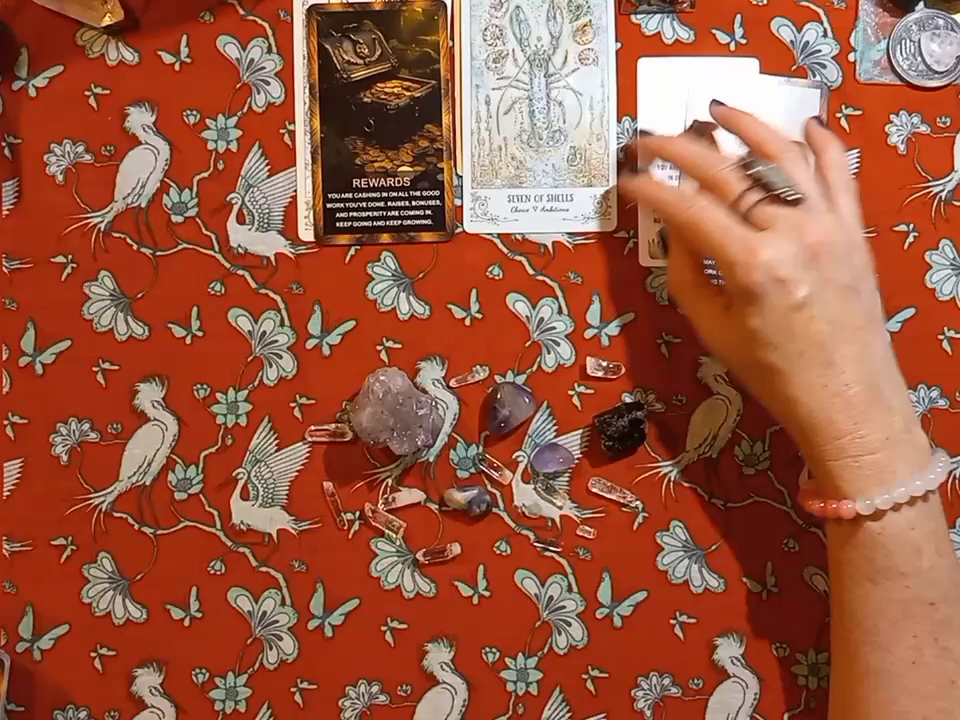 REWARDS
YOU ARE CASHING IN ON ALL THE GOOD
WORK YOU'VE DONE. RAISES, BONUSES,
AND PROSPERITY ARE COMING IN.
KEEP GOING AND KEEP GROWING.
SEVEN OF SHELLS
Choice & Ambitions
MAY